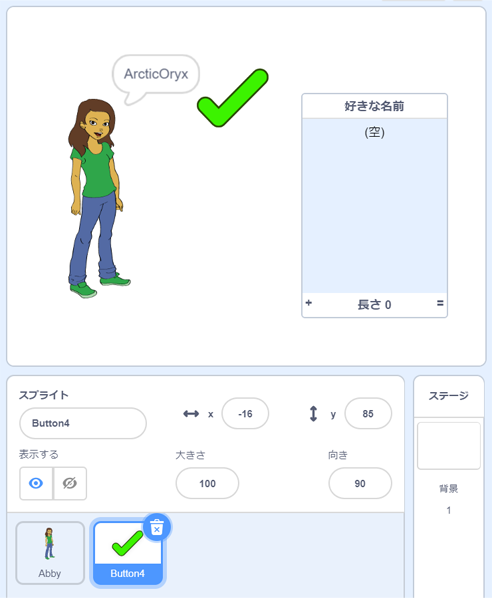 ArcticOryx
好きな名前
(空)
+ 長さ 0 =
スプライト
Button4
x -16
y 85
表示する
大きさ
100
向き
90
ステージ
背景
1
Abby
Button4